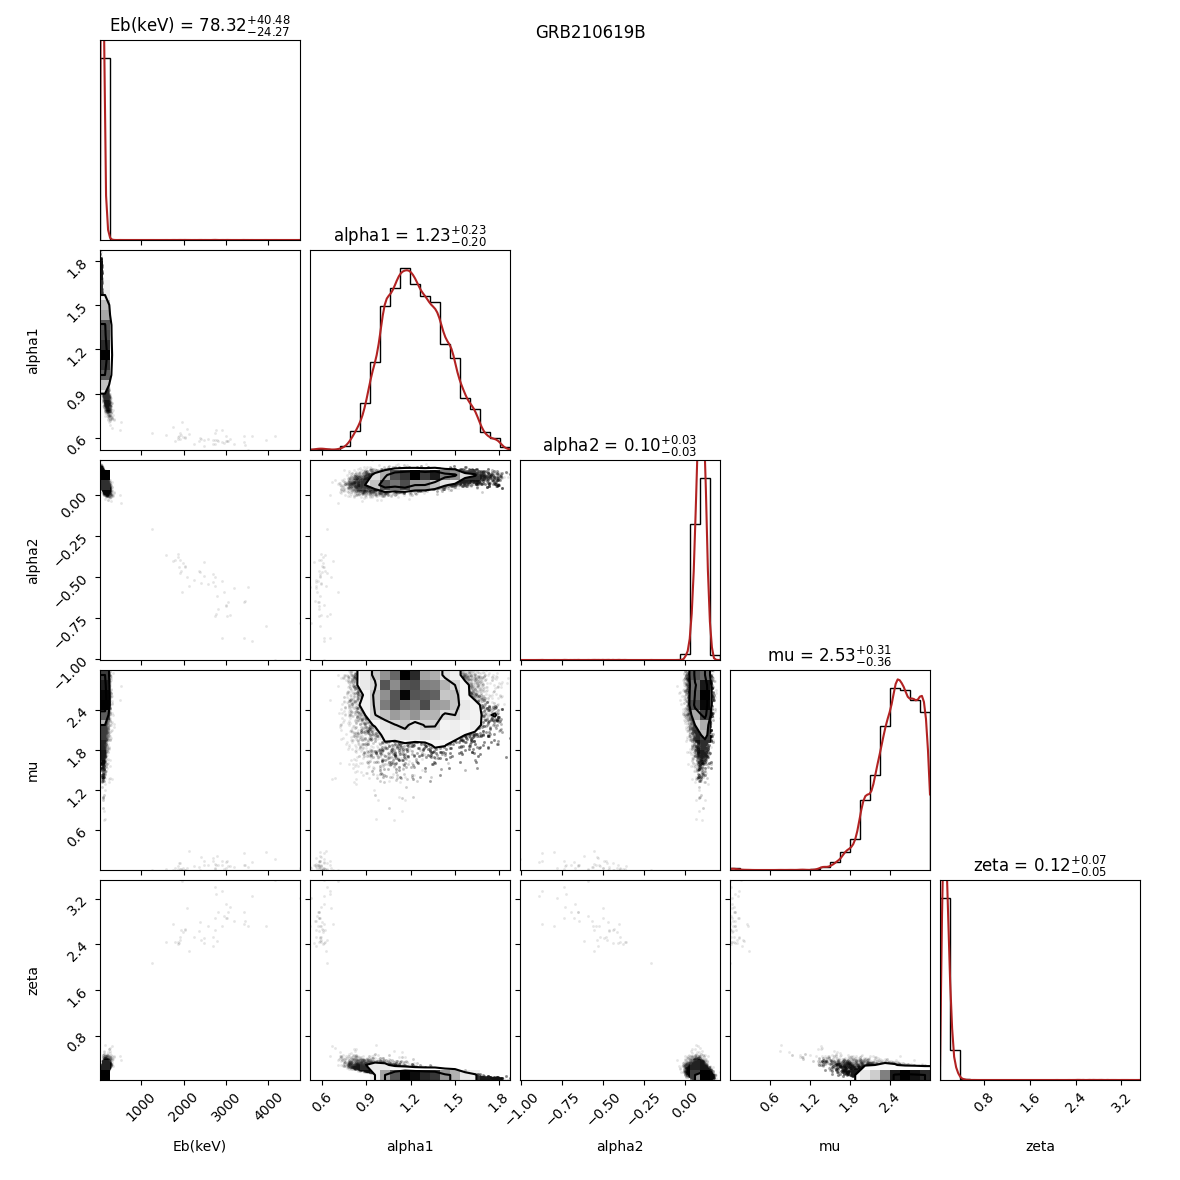 GRB210619B
Eb(keV) = 78.32^{+40.48}_{-24.27}
alpha1 = 1.23^{+0.23}_{-0.20}
1.8
1.5
1.2
0.9
0.6
alpha1
alpha2 = 0.10^{+0.03}_{-0.03}
0.00
−0.25
−0.50
−0.75
−1.00
alpha2
mu = 2.53^{+0.31}_{-0.36}
2.4
1.8
1.2
0.6
mu
zeta = 0.12^{+0.07}_{-0.05}
3.2
2.4
1.6
0.8
zeta
1000 2000 3000 4000
0.6 0.9 1.2 1.5 1.8
−1.00 −0.75 −0.50 −0.25 0.00
0.6 1.2 1.8 2.4
0.8 1.6 2.4 3.2
Eb(keV) alpha1 alpha2 mu zeta